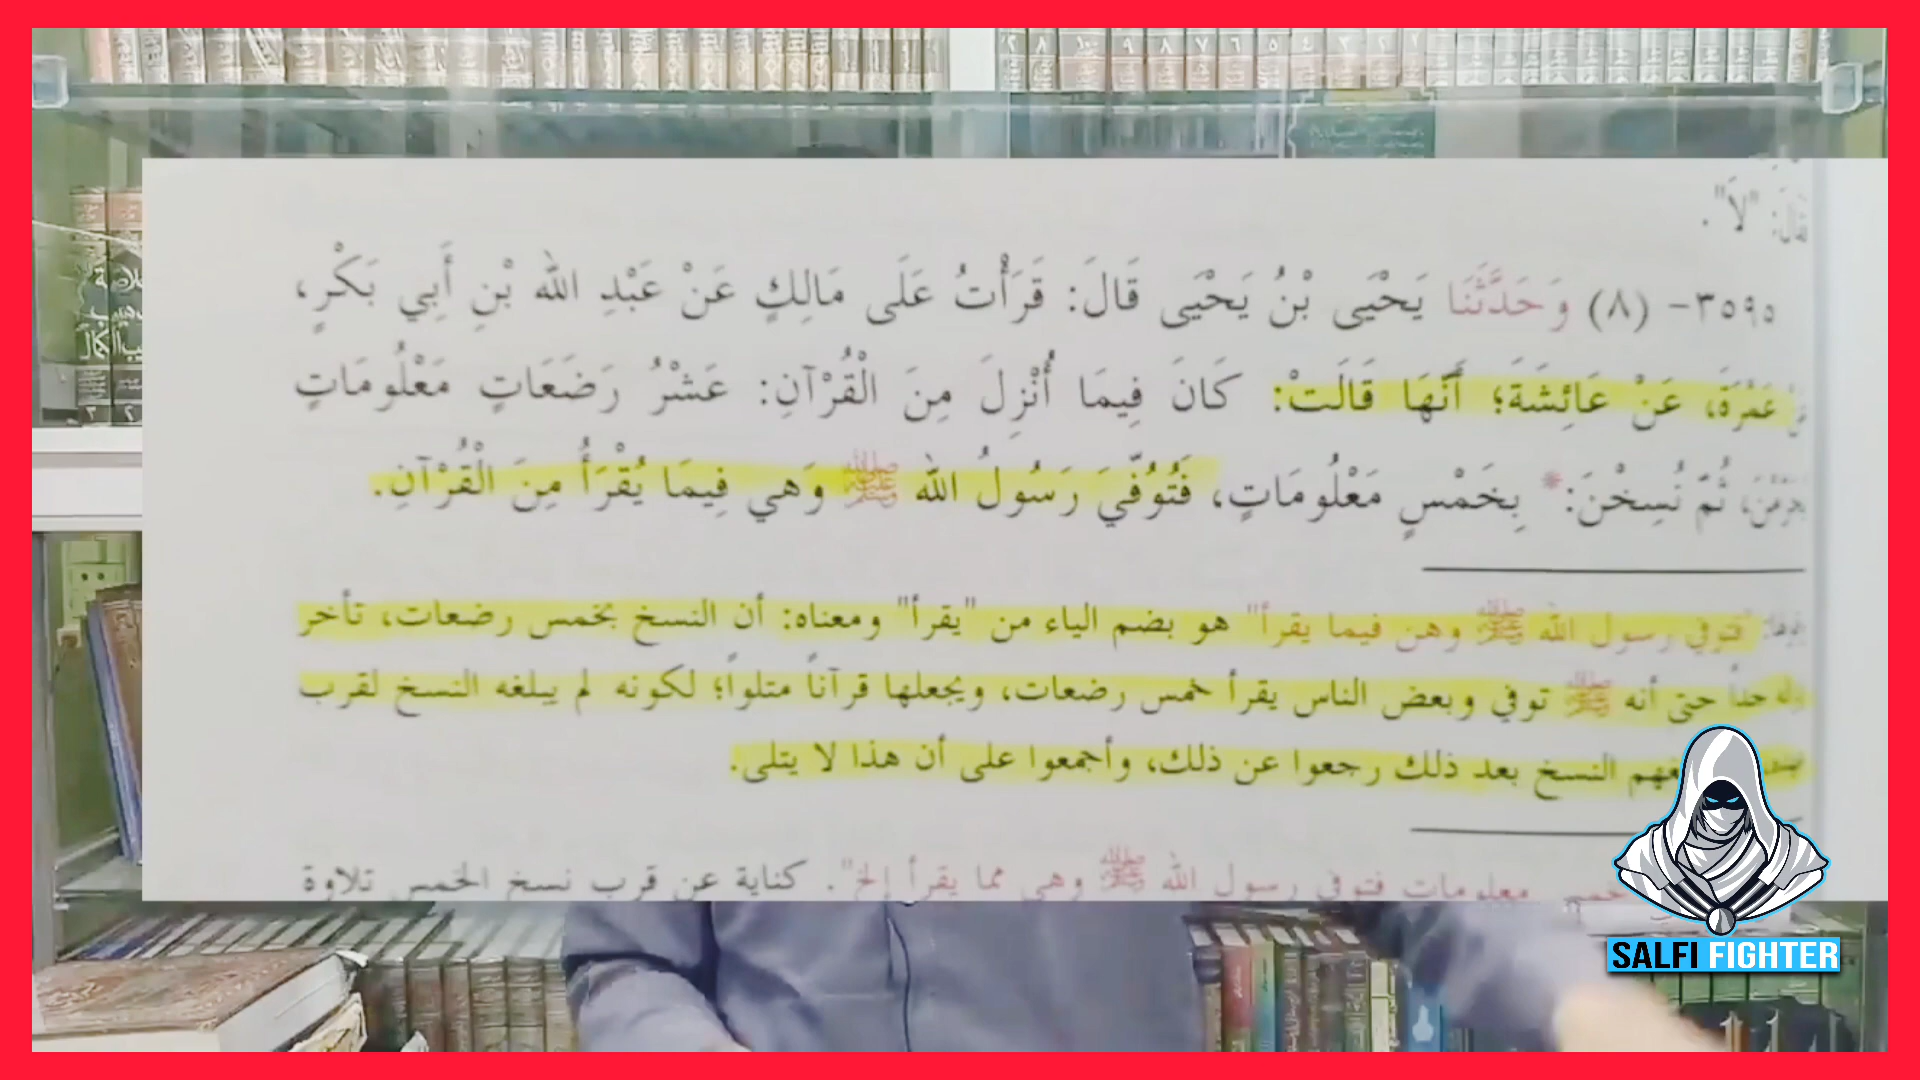 قال: "لَا".
٣٥٩٥- (٨) وَحَدَّثَنَا يَحْيَى بْنُ يَحْيَى قَالَ: قَرَأْتُ عَلَى مَالِكٍ عَنْ عَبْدِ الله بْنِ أَبِي بَكْرٍ،
عَمْرَةَ، عَنْ عَائِشَةَ؛ أَنَّهَا قَالَتْ: كَانَ فِيمَا أُنْزِلَ مِنَ الْقُرْآنِ: عَشْرُ رَضَعَاتٍ مَعْلُومَاتٍ
ثُمَّ نُسِخْنَ:* بِخَمْسٍ مَعْلُومَاتٍ، فَتُوُفِّيَ رَسُولُ الله ﷺ وَهي فِيمَا يُقْرَأُ مِنَ الْقُرْآنِ.
"فتوفي رسول الله ﷺ وهن فيما يقرأ" هو بضم الياء من "يقرأ" ومعناه: أن النسخ بخمس رضعات، تأخر
جداً حتى أنه ﷺ توفي وبعض الناس يقرأ خمس رضعات، ويجعلها قرآناً متلواً؛ لكونه لم يبلغه النسخ لقرب
النسخ بعد ذلك رجعوا عن ذلك، وأجمعوا على أن هذا لا يتلى.
خمس معلومات فتوفي رسول الله ﷺ وهي مما يقرأ إلخ". كناية عن قرب نسخ الخمس تلاوة
SALFI FIGHTER